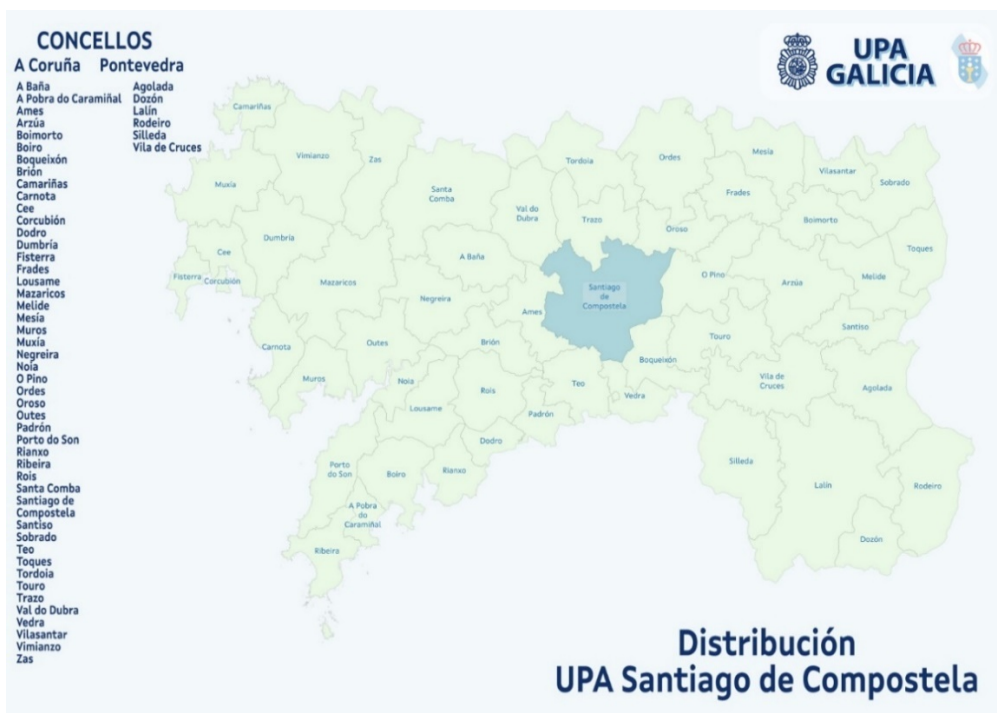 CONCELLOS
A Coruña Pontevedra
A Baña
A Pobra do Caramiñal
Ames
Arzúa
Boimorto
Boiro
Boqueixón
Brión
Camariñas
Carnota
Cee
Corcubión
Dodro
Dumbría
Fisterra
Frades
Lousame
Mazaricos
Melide
Mesía
Muros
Muxía
Negreira
Noía
O Pino
Ordes
Oroso
Outes
Padrón
Porto do Son
Rianxo
Ribeira
Rois
Santa Comba
Santiago de
Compostela
Santiso
Sobrado
Teo
Toques
Tordoia
Touro
Trazo
Val do Dubra
Vedra
Vilasantar
Vimianzo
Zas
Agolada
Dozón
Lalín
Rodeiro
Silleda
Vila de Cruces
UPA
GALICIA
Camariñas
Vimianzo
Zas
Muxía
Santa
Comba
Tordoia
Ordes
Mesía
Vilasantar
Sobrado
Frades
Val do
Dubra
Trazo
Boimorto
Oroso
Dumbría
Cee
A Baña
Toques
Fisterra
Corcubión
Mazaricos
O Pino
Arzúa
Melide
Negreira
Santiago
de
Compostela
Ames
Santiso
Carnota
Outes
Brión
Touro
Boqueixón
Muros
Noia
Rois
Teo
Vedra
Vila de
Cruces
Agolada
Lousame
Padrón
Dodro
Porto
do Son
Boiro
Rianxo
Silleda
Lalín
Rodeiro
A Pobra
do
Caramiñal
Ribeira
Dozón
Distribución
UPA Santiago de Compostela